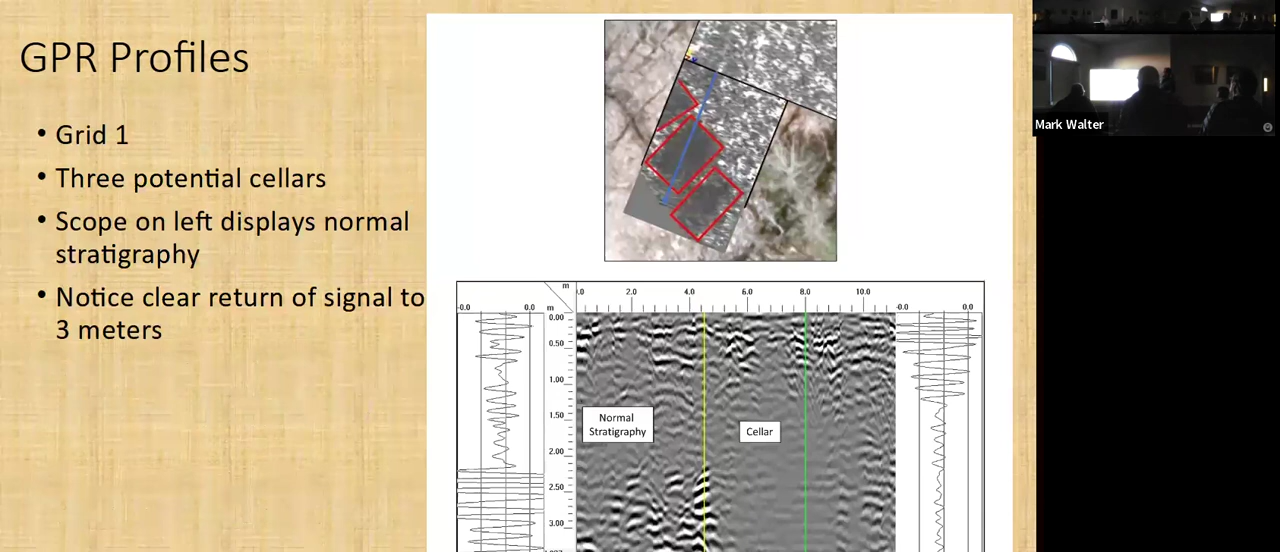 GPR Profiles
• Grid 1
• Three potential cellars
• Scope on left displays normal
stratigraphy
• Notice clear return of signal to
3 meters
m
.0 2.0 4.0 6.0 8.0 10.0
-0.0 0.0 m
-0.0 0.0
0.00
0.50
1.00
1.50
2.00
2.50
3.00
Normal
Stratigraphy
Cellar
Mark Walter